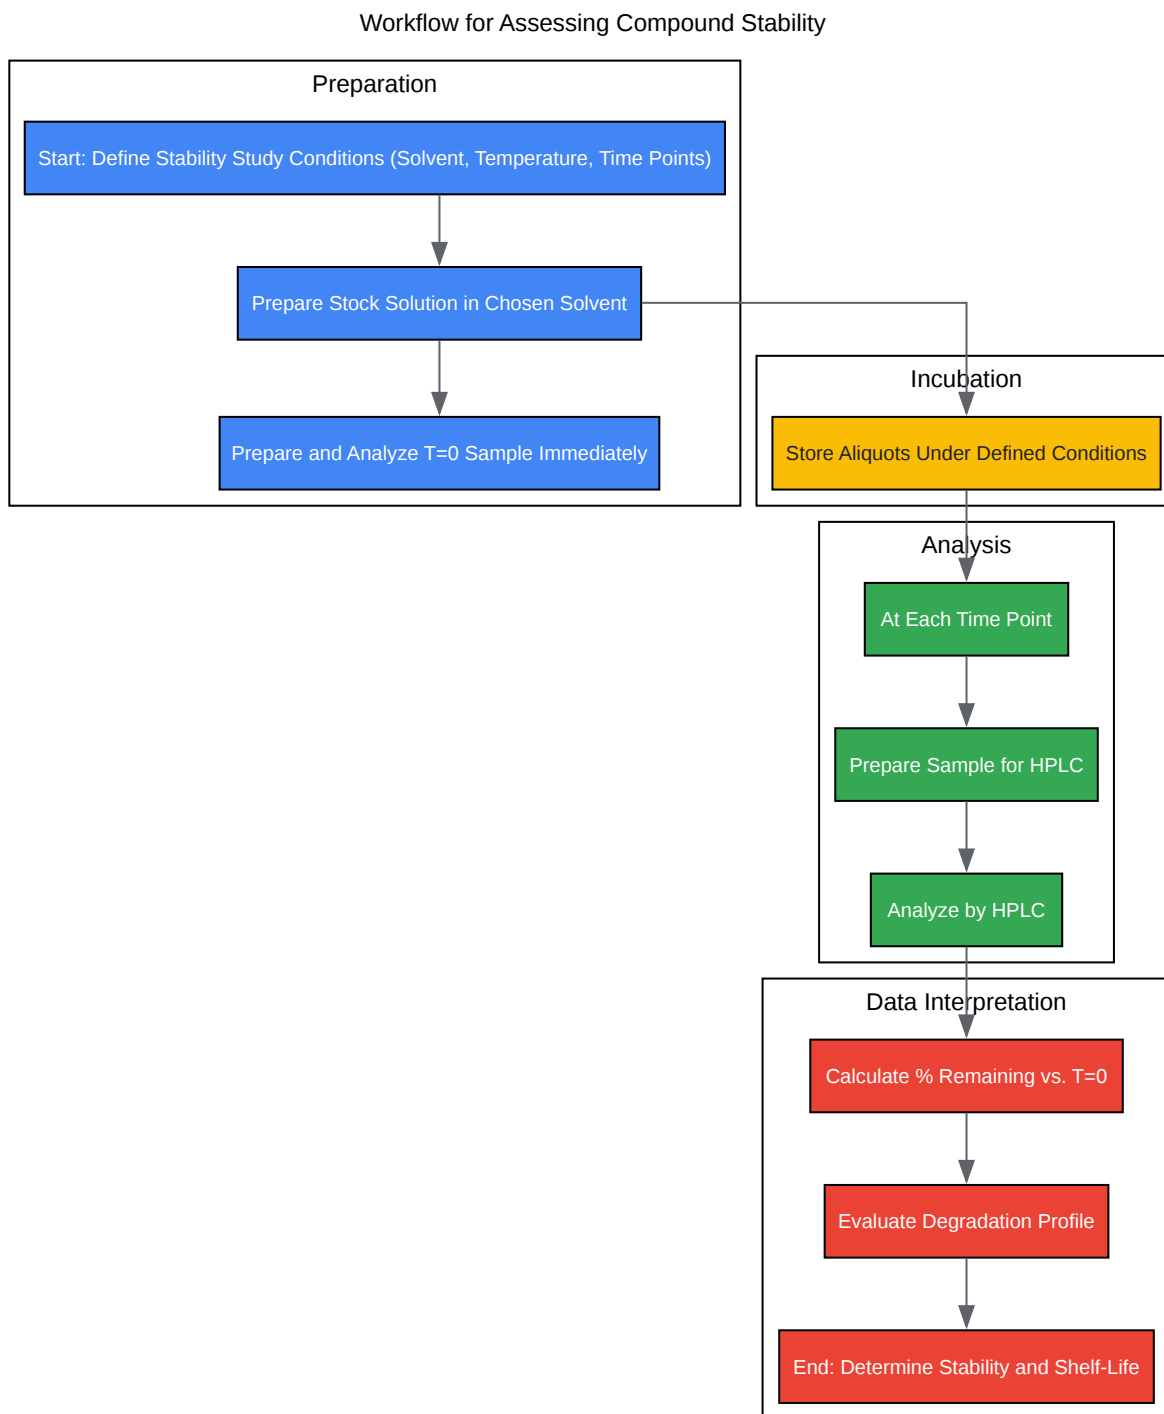 Workflow for Assessing Compound Stability
Preparation
Start: Define Stability Study Conditions (Solvent, Temperature, Time Points)
Prepare Stock Solution in Chosen Solvent
Prepare and Analyze T=0 Sample Immediately
Incubation
Store Aliquots Under Defined Conditions
Analysis
At Each Time Point
Prepare Sample for HPLC
Analyze by HPLC
Data Interpretation
Calculate % Remaining vs. T=0
Evaluate Degradation Profile
End: Determine Stability and Shelf-Life